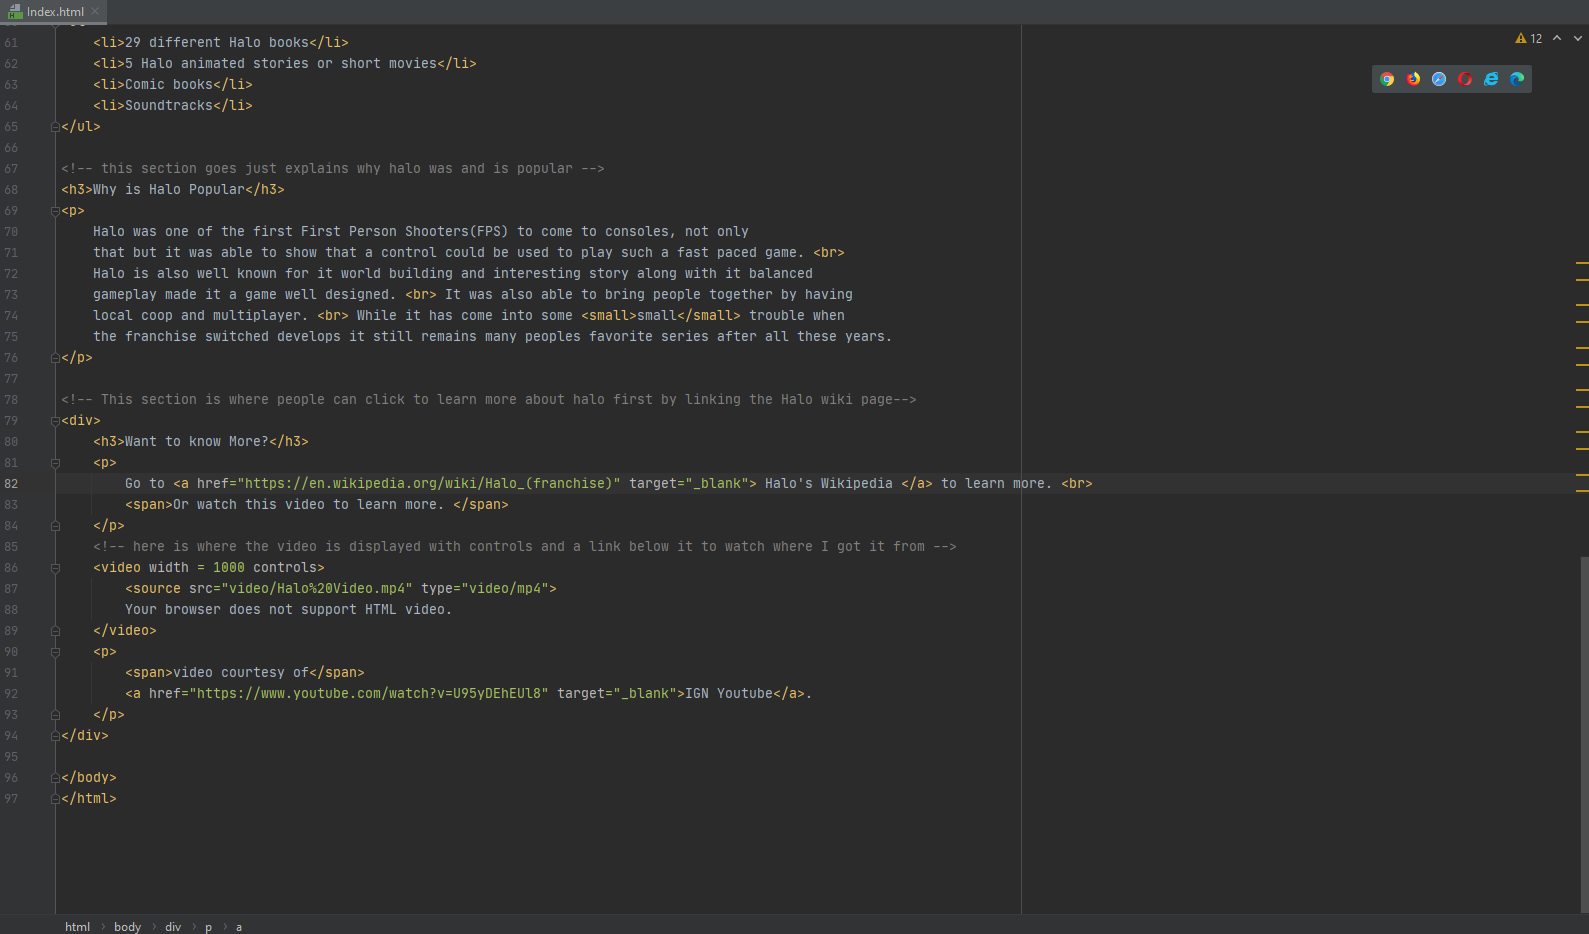 Index.html
12
61 <li>29 different Halo books</li>
62 <li>5 Halo animated stories or short movies</li>
63 <li>Comic books</li>
64 <li>Soundtracks</li>
65 </ul>
66
67 <!-- this section goes just explains why halo was and is popular -->
68 <h3>Why is Halo Popular</h3>
69 <p>
70 Halo was one of the first First Person Shooters(FPS) to come to consoles, not only
71 that but it was able to show that a control could be used to play such a fast paced game. <br>
72 Halo is also well known for it world building and interesting story along with it balanced
73 gameplay made it a game well designed. <br> It was also able to bring people together by having
74 local coop and multiplayer. <br> While it has come into some <small>small</small> trouble when
75 the franchise switched develops it still remains many peoples favorite series after all these years.
76 </p>
77
78 <!-- This section is where people can click to learn more about halo first by linking the Halo wiki page-->
79 <div>
80 <h3>Want to know More?</h3>
81 <p>
82 Go to <a href="https://en.wikipedia.org/wiki/Halo_(franchise)" target="_blank"> Halo's Wikipedia </a> to learn more. <br>
83 <span>Or watch this video to learn more. </span>
84 </p>
85 <!-- here is where the video is displayed with controls and a link below it to watch where I got it from -->
86 <video width = 1000 controls>
87 <source src="video/Halo%20Video.mp4" type="video/mp4">
88 Your browser does not support HTML video.
89 </video>
90 <p>
91 <span>video courtesy of</span>
92 <a href="https://www.youtube.com/watch?v=U95yDEhEUl8" target="_blank">IGN Youtube</a>.
93 </p>
94 </div>
95
96 </body>
97 </html>
html › body › div › p › a